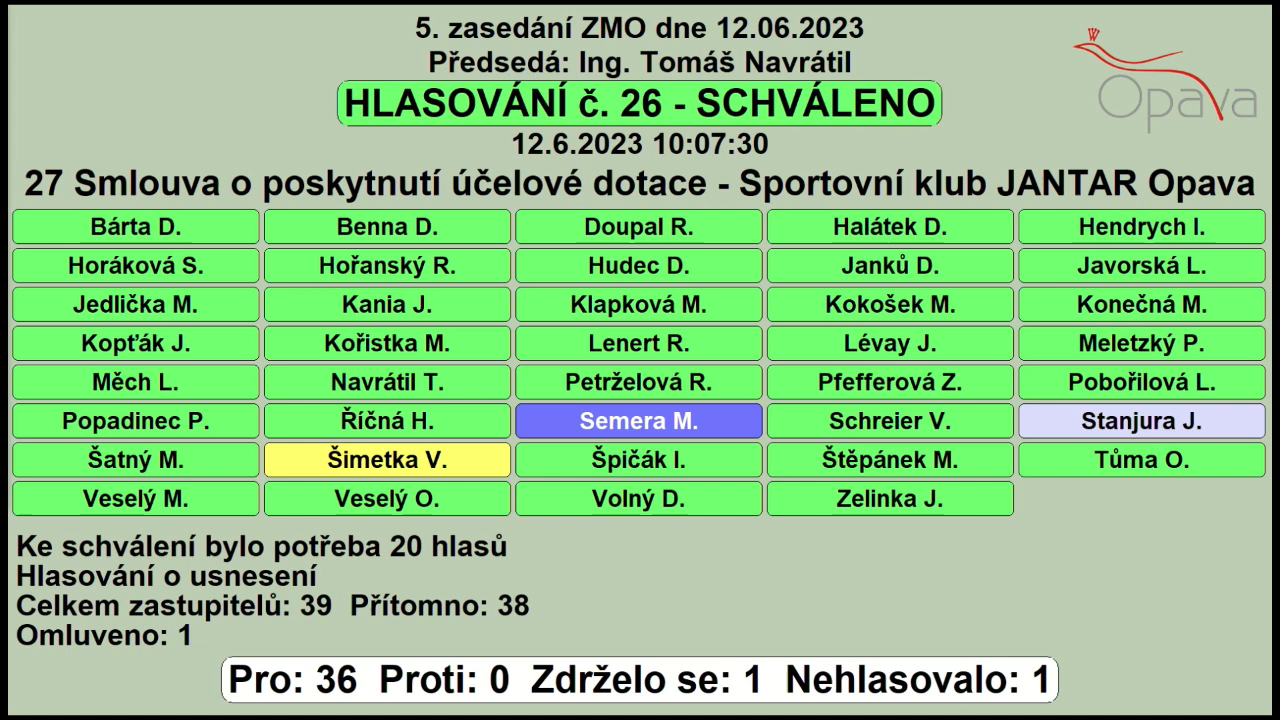 5. zasedání ZMO dne 12.06.2023
Předsedá: Ing. Tomáš Navrátil
HLASOVÁNÍ č. 26 - SCHVÁLENO
Opava
12.6.2023 10:07:30
27 Smlouva o poskytnutí účelové dotace - Sportovní klub JANTAR Opava
Bárta D. Benna D. Doupal R. Halátek D. Hendrych I.
Horáková S. Hořanský R. Hudec D. Janků D. Javorská L.
Jedlička M. Kania J. Klapková M. Kokošek M. Konečná M.
Kopťák J. Kořistka M. Lenert R. Lévay J. Meletzký P.
Měch L. Navrátil T. Petrželová R. Pfefferová Z. Pobořilová L.
Popadinec P. Říčná H. Semera M. Schreier V. Stanjura J.
Šatný M. Šimetka V. Špičák I. Štěpánek M. Tůma O.
Veselý M. Veselý O. Volný D. Zelinka J.
Ke schválení bylo potřeba 20 hlasů
Hlasování o usnesení
Celkem zastupitelů: 39 Přítomno: 38
Omluveno: 1
Pro: 36 Proti: 0 Zdrželo se: 1 Nehlasovalo: 1